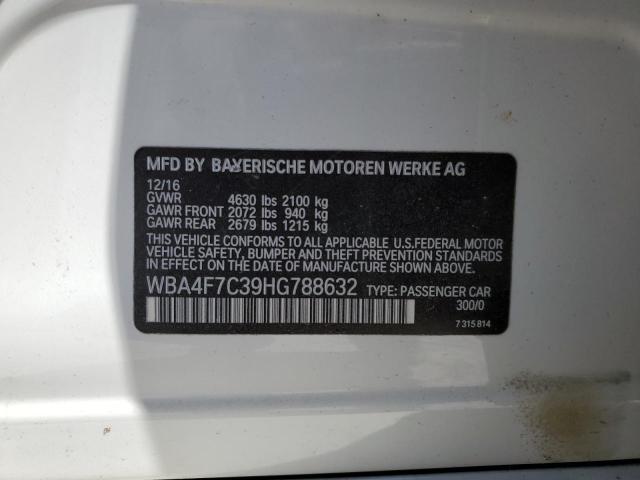 MFD BY BAYERISCHE MOTOREN WERKE AG
12/16
GVWR 4630 lbs 2100 kg
GAWR FRONT 2072 lbs 940 kg
GAWR REAR 2679 lbs 1215 kg
THIS VEHICLE CONFORMS TO ALL APPLICABLE U.S.FEDERAL MOTOR
VEHICLE SAFETY, BUMPER AND THEFT PREVENTION STANDARDS
IN EFFECT ON THE DATE OF MANUFACTURE SHOWN ABOVE.
WBA4F7C39HG788632 TYPE: PASSENGER CAR
300/0
7 315 814